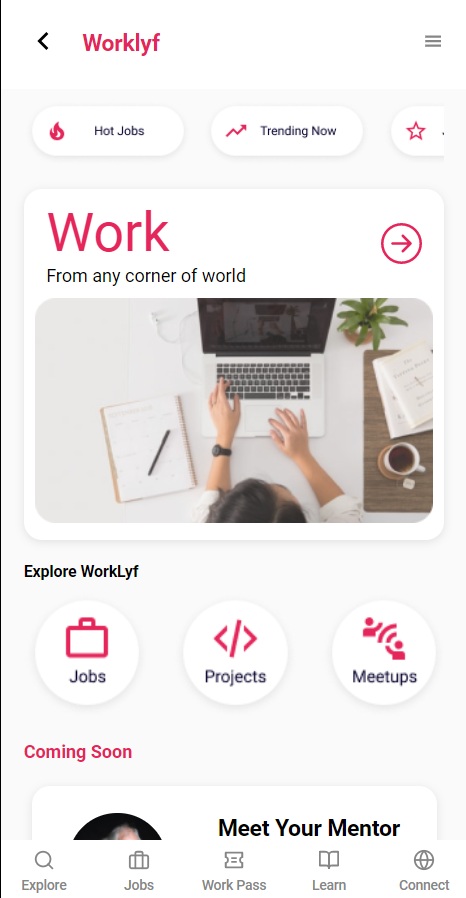 Worklyf
Hot Jobs
Trending Now
Work
From any corner of world
Explore WorkLyf
Jobs
Projects
Meetups
Coming Soon
Meet Your Mentor
Explore
Jobs
Work Pass
Learn
Connect